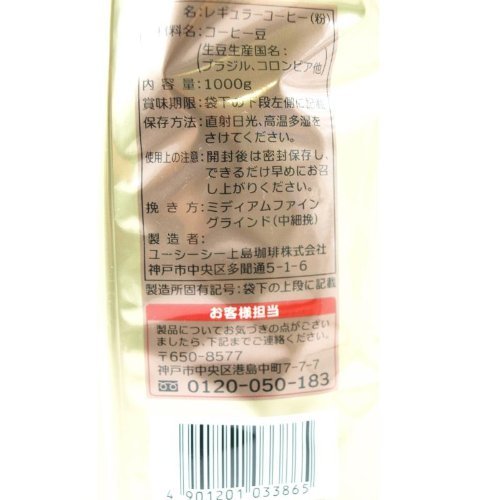 名:レギュラーコーヒー(粉)
料名:コーヒー豆
生豆生産国名:
ブラジル、コロンビア他
内容量:1000g
賞味期限:袋下の下段左側に記載
保存方法:直射日光、高温多湿を
さけてください。
使用上の注意:開封後は密封保存し、
できるだけ早めにお召
し上がりください。
挽き方:ミディアムファイン
グラインド(中細挽)
製造者:
ユーシーシー上島珈琲株式会社
神戸市中央区多聞通5-1-6
製造所固有記号:袋下の上段に記載
お客様担当
製品についてお気づきの点がござい
ましたら、下記までご連絡ください。
〒650-8577
神戸市中央区港島中町7-7-7
0120-050-183
4 901201 033865